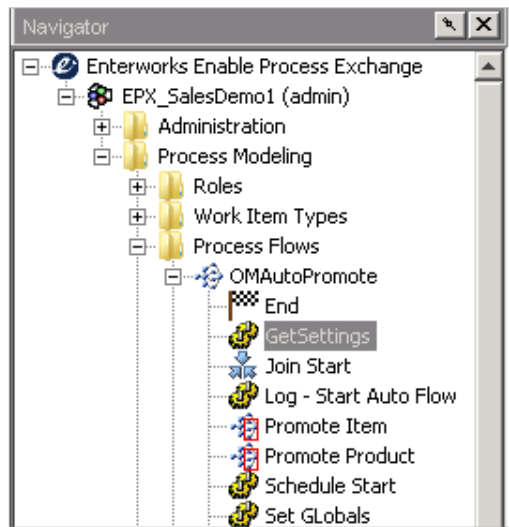 Navigator
Enterworks Enable Process Exchange
EPX_SalesDemo1 (admin)
Administration
Process Modeling
Roles
Work Item Types
Process Flows
OMAutoPromote
End
GetSettings
Join Start
Log - Start Auto Flow
Promote Item
Promote Product
Schedule Start
Set GLobals